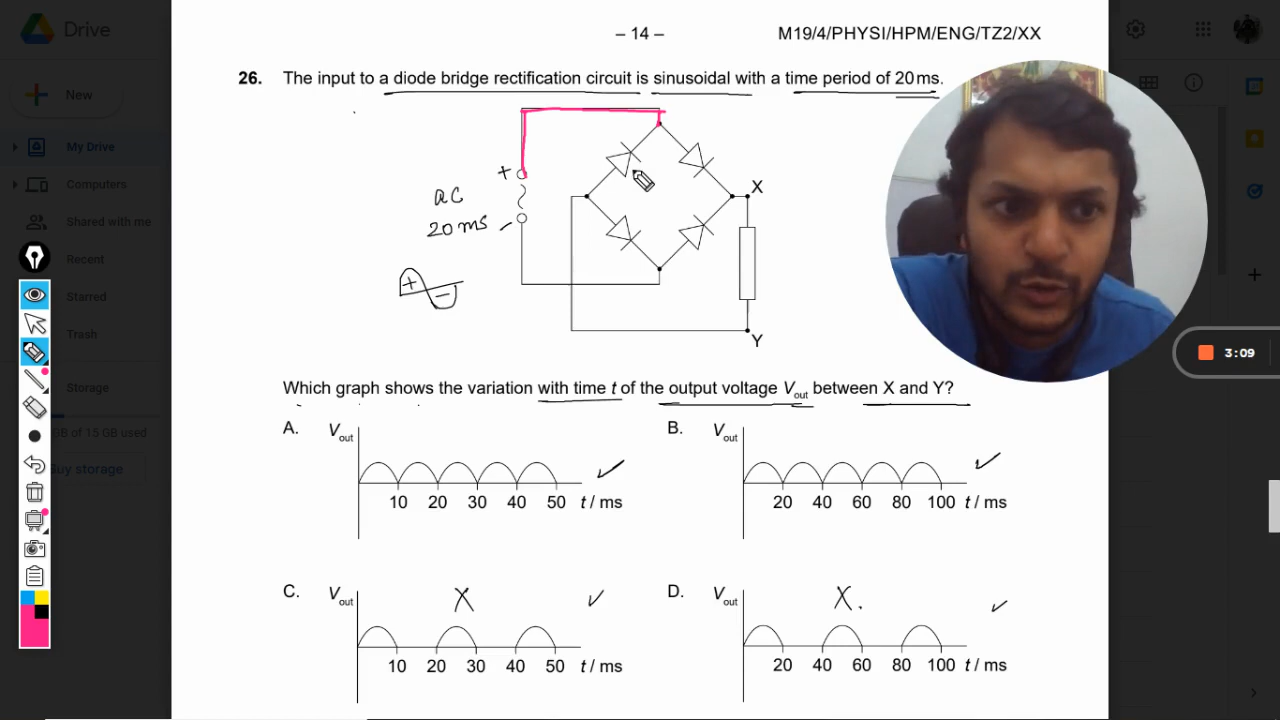 Drive
– 14 –
M19/4/PHYSI/HPM/ENG/TZ2/XX
26. The input to a diode bridge rectification circuit is sinusoidal with a time period of 20 ms.
New
My Drive
Computers
Shared with me
Recent
Starred
Trash
Storage
GB of 15 GB used
Buy storage
+
ac
20 ms
–
+
–
X
Y
3:09
Which graph shows the variation with time t of the output voltage Vout between X and Y?
A. Vout
10 20 30 40 50 t / ms
B. Vout
20 40 60 80 100 t / ms
C. Vout X
10 20 30 40 50 t / ms
D. Vout X.
20 40 60 80 100 t / ms